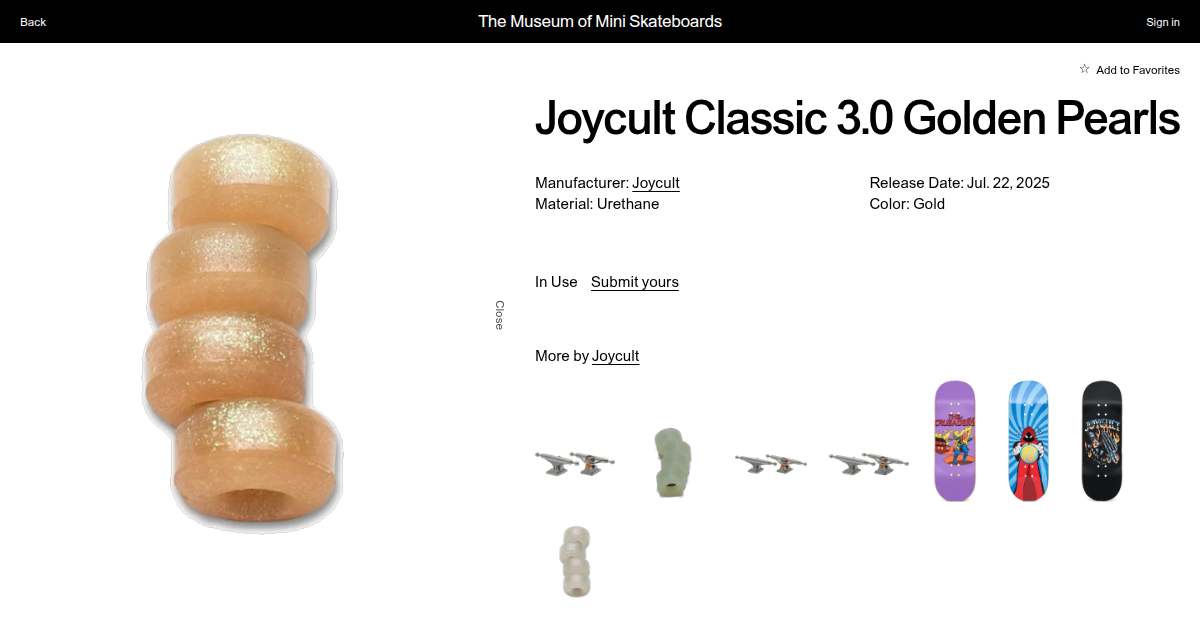 Back
The Museum of Mini Skateboards
Sign in
☆ Add to Favorites
Joycult Classic 3.0 Golden Pearls
Manufacturer: Joycult
Release Date: Jul. 22, 2025
Material: Urethane
Color: Gold
In Use Submit yours
Close
More by Joycult